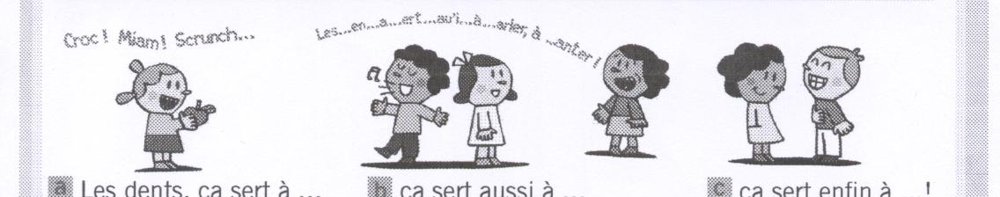 Croc ! Miam ! Scrunch...
Les...en...a...ert...au'i...à...arler, à ...anter !
a
a Les dents, ça sert à ...
b ça sert aussi à ...
c ça sert enfin à ... !